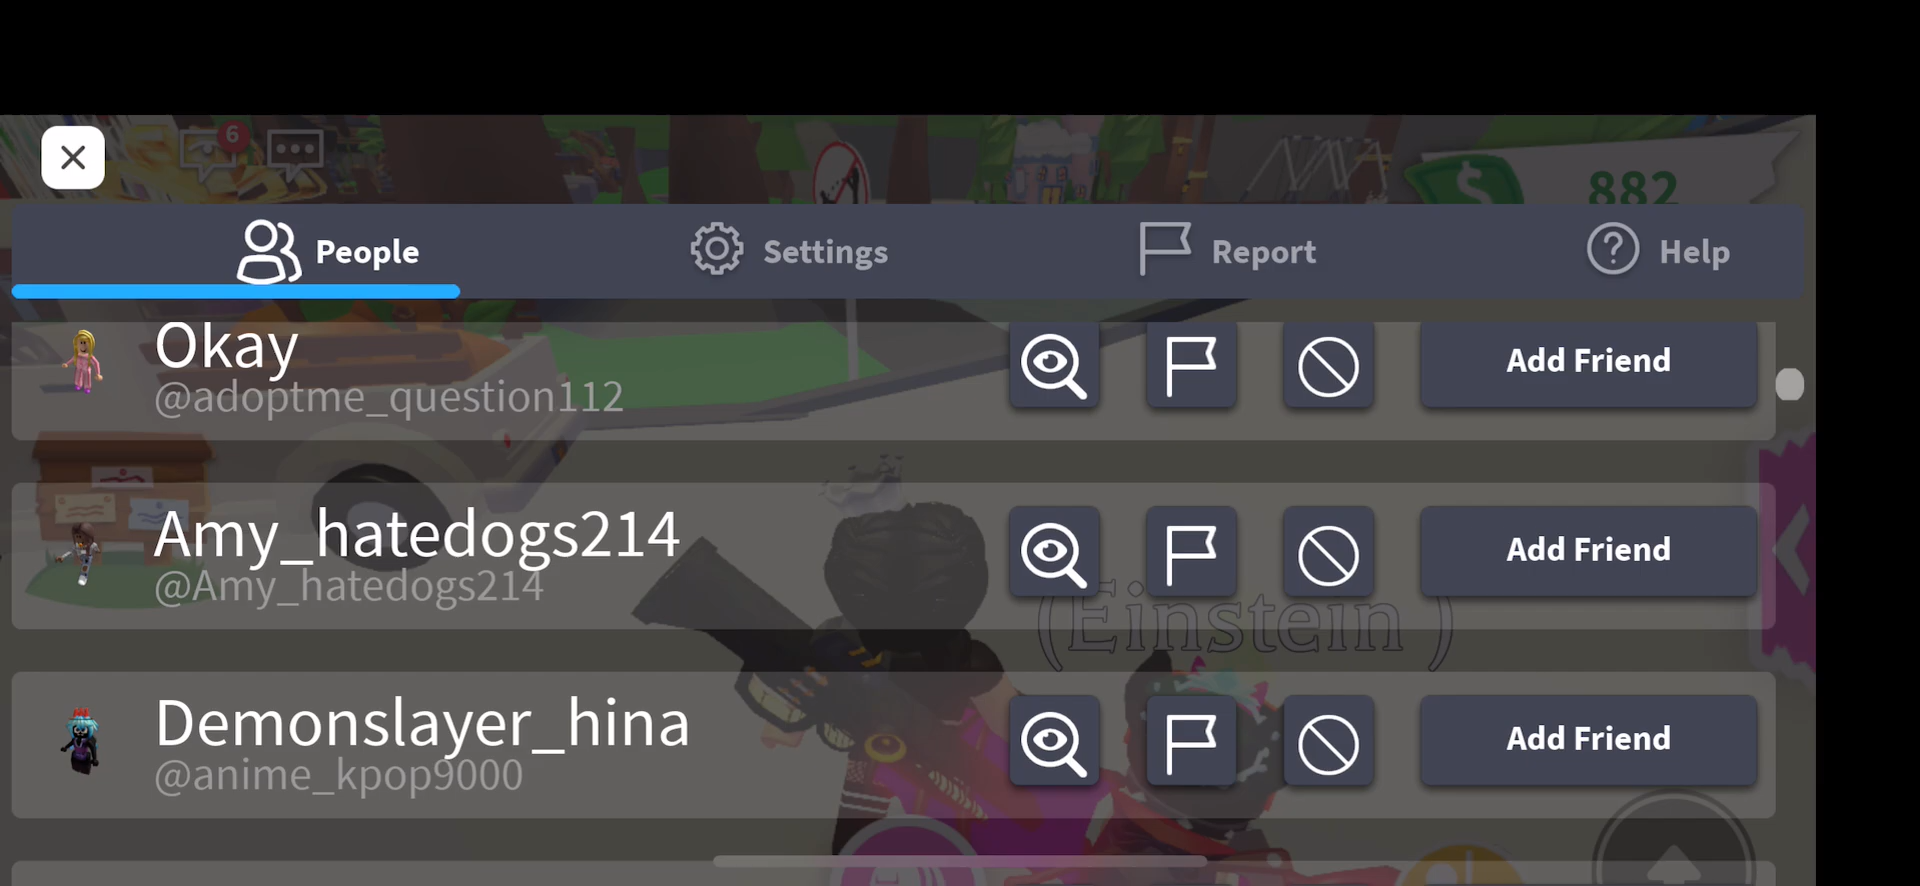 6
882
People
Settings
Report
Help
Okay
@adoptme_question112
Add Friend
Amy_hatedogs214
@Amy_hatedogs214
Add Friend
(Einstein )
Demonslayer_hina
@anime_kpop9000
Add Friend